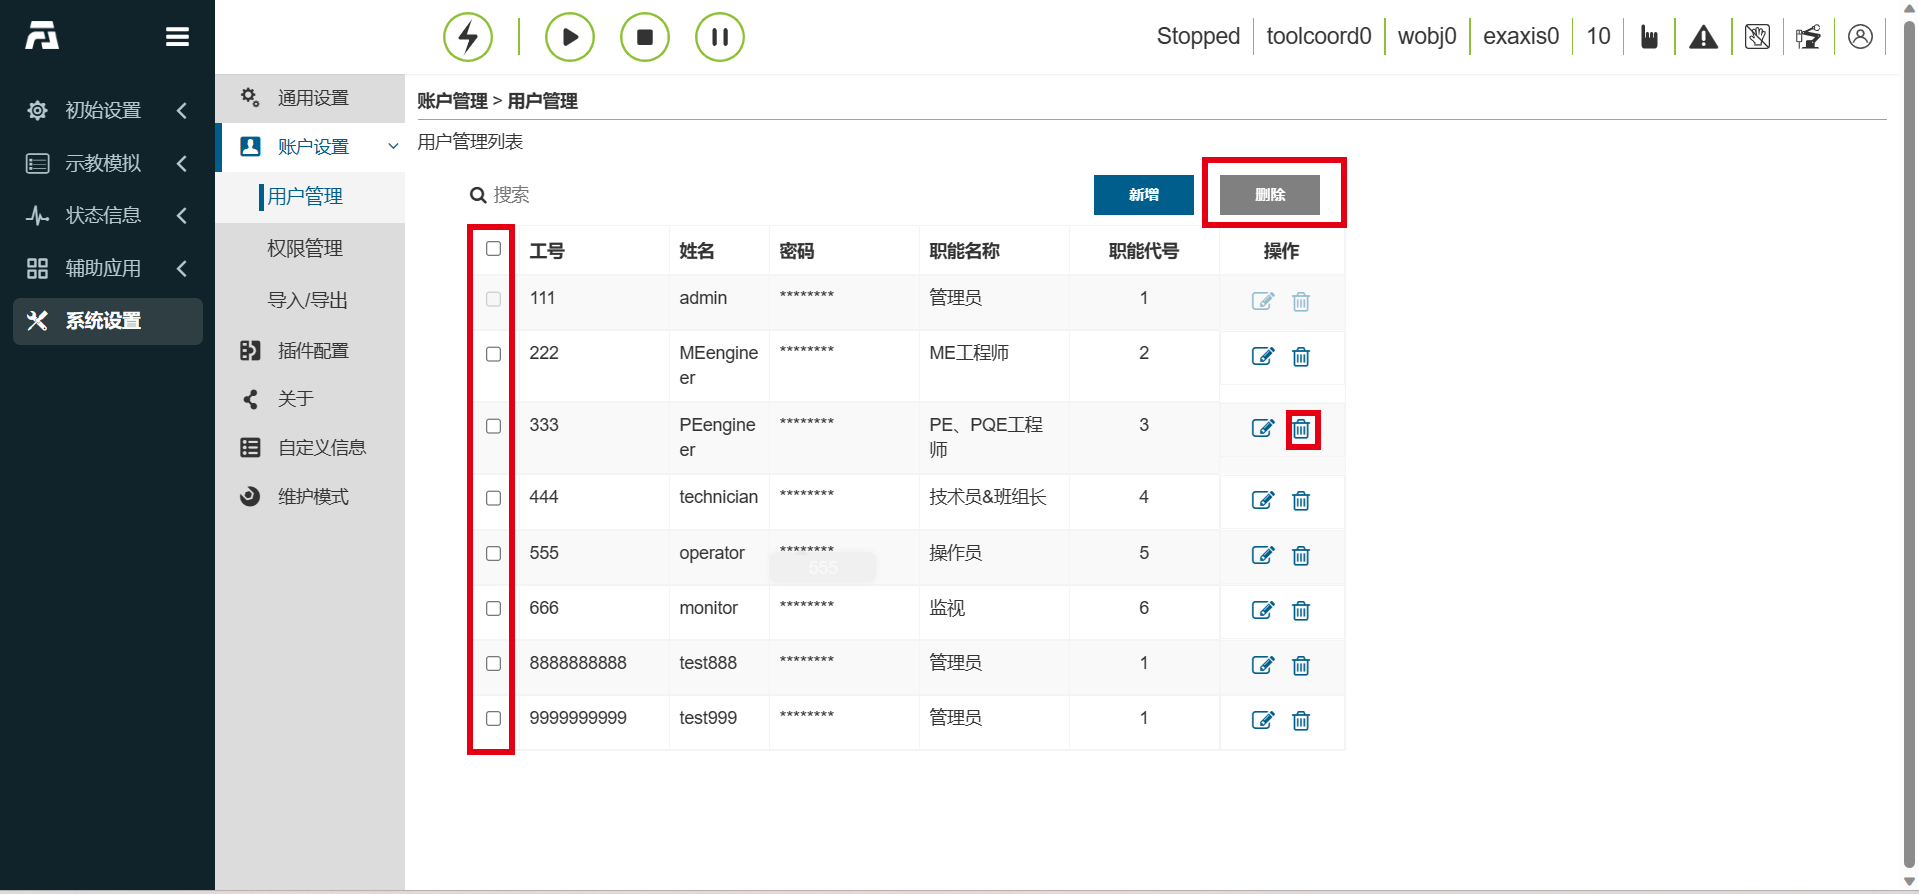 Stopped
toolcoord0
wobj0
exaxis0
10
初始设置
示教模拟
状态信息
辅助应用
系统设置
通用设置
账户设置
用户管理
权限管理
导入/导出
插件配置
关于
自定义信息
维护模式
账户管理 > 用户管理
用户管理列表
搜索
新增
删除
工号 姓名 密码 职能名称 职能代号 操作
111 admin ******** 管理员 1
222 MEengine ******** ME工程师 2
er
333 PEengine ******** PE、PQE工程 3
er 师
444 technician ******** 技术员&班组长 4
555 operator ******** 操作员 5
555
666 monitor ******** 监视 6
8888888888 test888 ******** 管理员 1
9999999999 test999 ******** 管理员 1